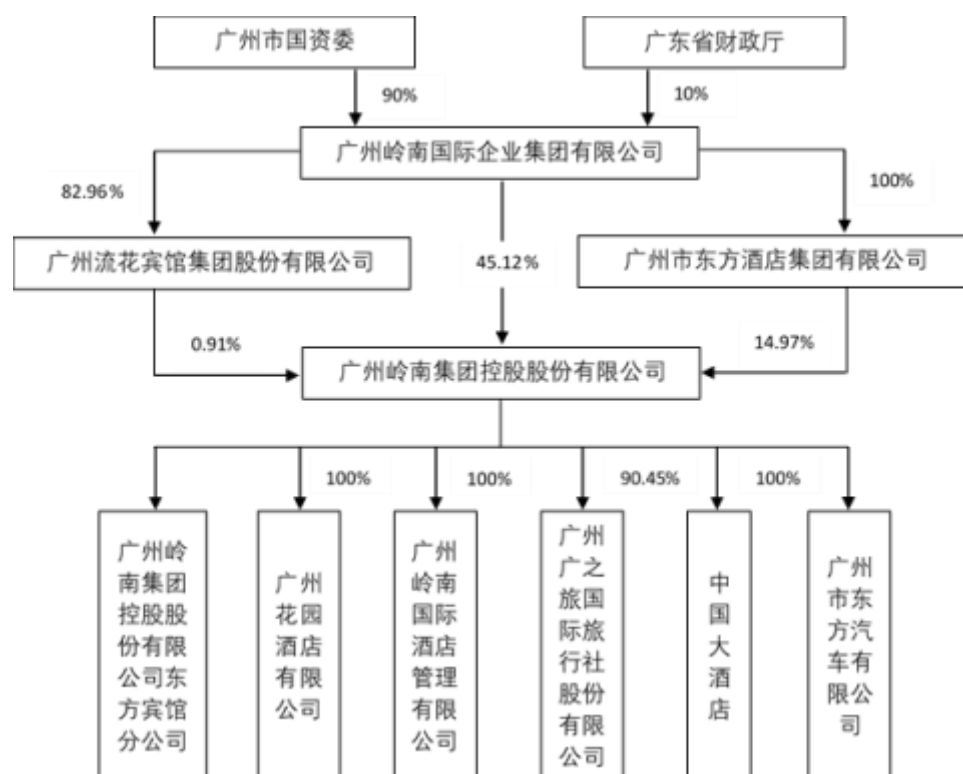 广州市国资委
广东省财政厅
90%
10%
广州岭南国际企业集团有限公司
82.96%
100%
广州流花宾馆集团股份有限公司
45.12%
广州市东方酒店集团有限公司
0.91%
14.97%
广州岭南集团控股股份有限公司
100%
100%
90.45%
100%
广州岭
南集团
控股股
份有限
公司东
方宾馆
分公司
广州
花园
酒店
有限
公司
广州
岭南
国际
酒店
管理
有限
公司
广州
广之
旅国
际旅
行社
股份
有限
公司
中
国
大
酒
店
广州
市东
方汽
车有
限公
司